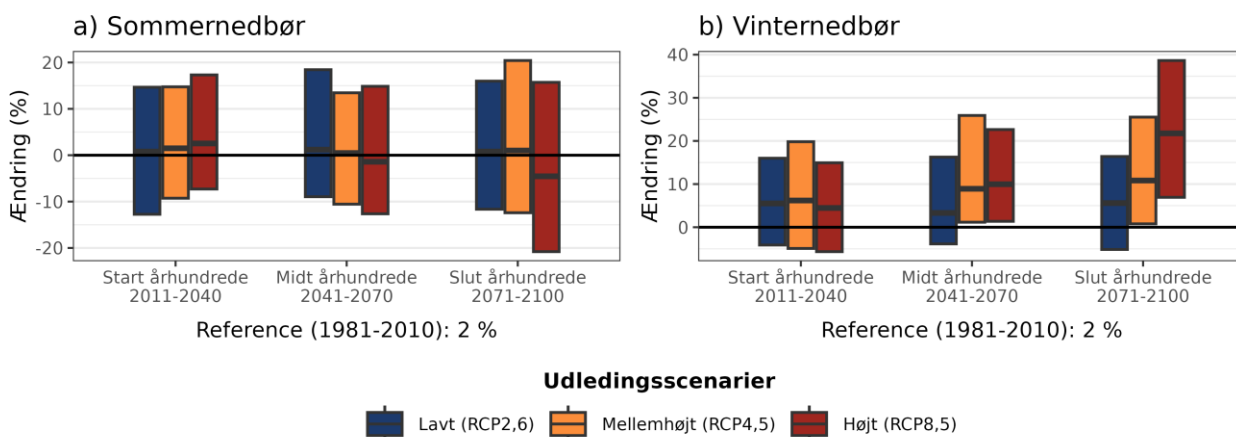 a) Sommernedbør
Ændring (%)
20
10
0
-10
-20
Start århundrede
2011-2040
Midt århundrede
2041-2070
Slut århundrede
2071-2100
Reference (1981-2010): 2 %
b) Vinternedbør
Ændring (%)
40
30
20
10
0
Start århundrede
2011-2040
Midt århundrede
2041-2070
Slut århundrede
2071-2100
Reference (1981-2010): 2 %
Udledingsscenarier
Lavt (RCP2,6)
Mellemhøjt (RCP4,5)
Højt (RCP8,5)